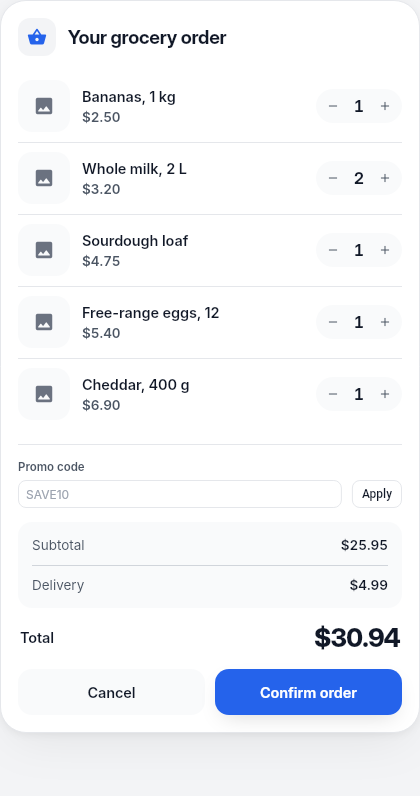 Your grocery order
Bananas, 1 kg
$2.50
− 1 +
Whole milk, 2 L
$3.20
− 2 +
Sourdough loaf
$4.75
− 1 +
Free-range eggs, 12
$5.40
− 1 +
Cheddar, 400 g
$6.90
− 1 +
Promo code
SAVE10 Apply
Subtotal $25.95
Delivery $4.99
Total $30.94
Cancel Confirm order